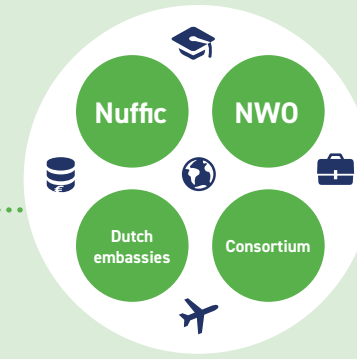 Nuffic
NWO
€
Dutch
embassies
Consortium